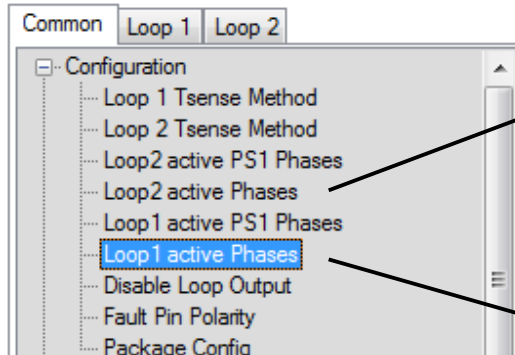 Common Loop 1 Loop 2
Configuration
Loop 1 Tsense Method
Loop 2 Tsense Method
Loop2 active PS1 Phases
Loop2 active Phases
Loop1 active PS1 Phases
Loop1 active Phases
Disable Loop Output
Fault Pin Polarity
Package Config